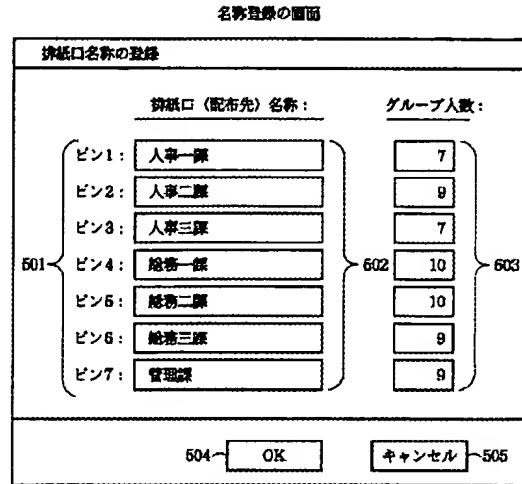 名称登録の画面
排紙口名称の登録
排紙口（配布先）名称： グループ人数：
ビン1： 人事一課 7
ビン2： 人事二課 9
ビン3： 人事三課 7
501 ビン4： 総務一課 502 10 503
ビン5： 総務二課 10
ビン6： 総務三課 9
ビン7： 管理課 9
504 OK キャンセル 505